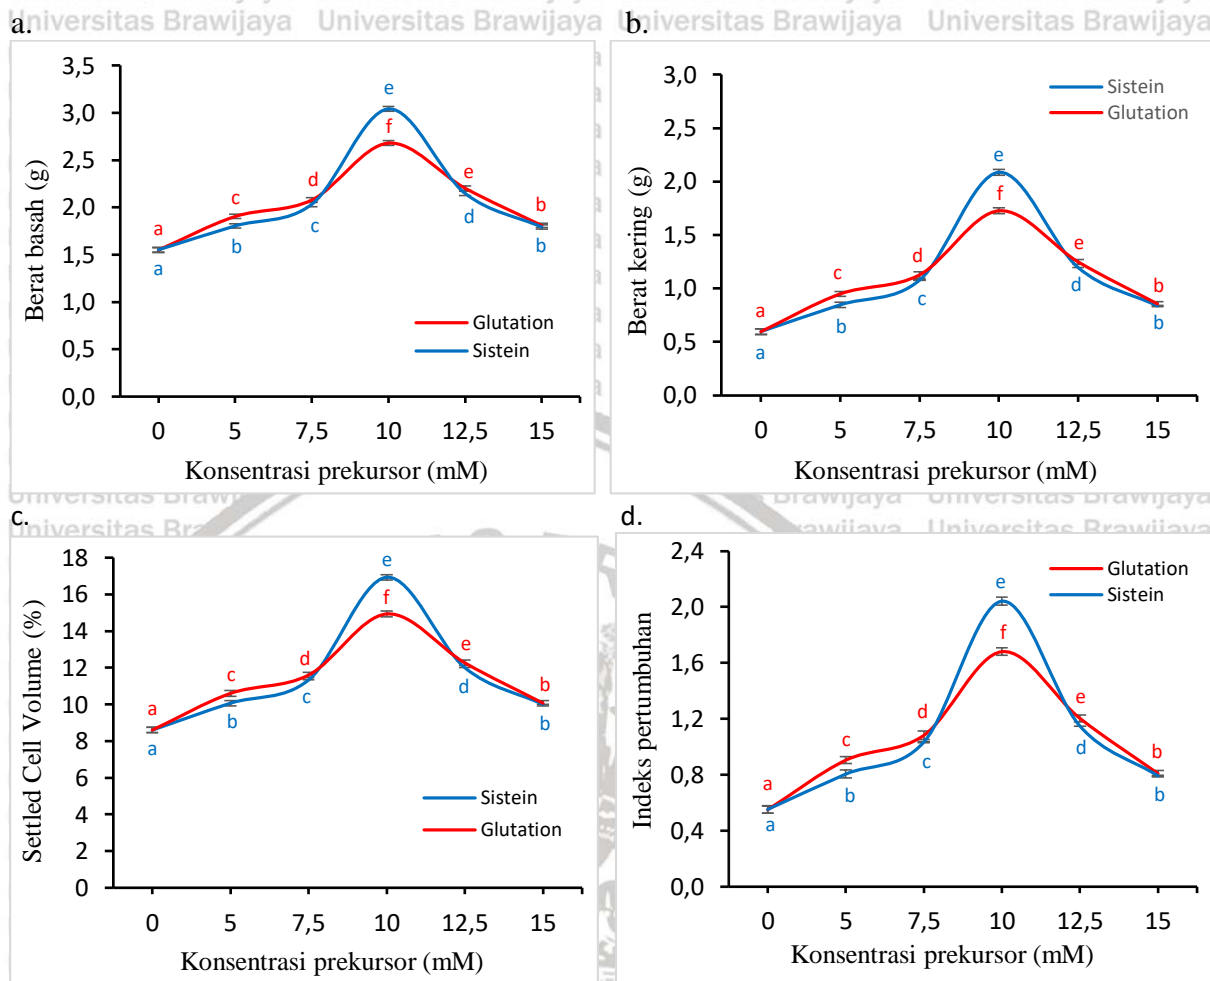 Universitas Brawijaya Universitas Brawijaya Universitas Brawijaya Universitas Brawijaya
a.
3,5
3,0
2,5
2,0
1,5
1,0
0,5
0,0
Berat basah (g)
a c d f e b
a b c e d b
Glutation
Sistein
0 5 7,5 10 12,5 15
Konsentrasi prekursor (mM)
b.
3,0
2,5
2,0
1,5
1,0
0,5
0,0
Berat kering (g)
Sistein
Glutation
a c d f e b
a b c e d b
0 5 7,5 10 12,5 15
Konsentrasi prekursor (mM)
c.
18
16
14
12
10
8
6
4
2
0
Settled Cell Volume (%)
a c d f e b
a b c e d b
Sistein
Glutation
0 5 7,5 10 12,5 15
Konsentrasi prekursor (mM)
d.
2,4
2,0
1,6
1,2
0,8
0,4
0,0
Indeks pertumbuhan
Glutation
Sistein
a c d f e b
a b c e d b
0 5 7,5 10 12,5 15
Konsentrasi prekursor (mM)